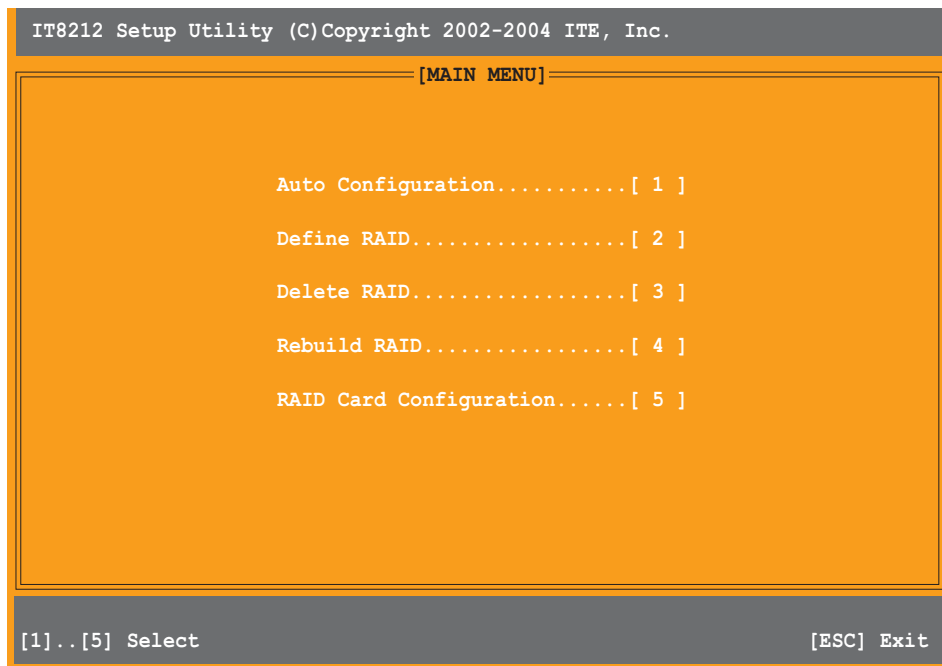 IT8212 Setup Utility (C)Copyright 2002-2004 ITE, Inc.
[MAIN MENU]
Auto Configuration...........[ 1 ]
Define RAID..................[ 2 ]
Delete RAID..................[ 3 ]
Rebuild RAID.................[ 4 ]
RAID Card Configuration......[ 5 ]
[1]..[5] Select [ESC] Exit